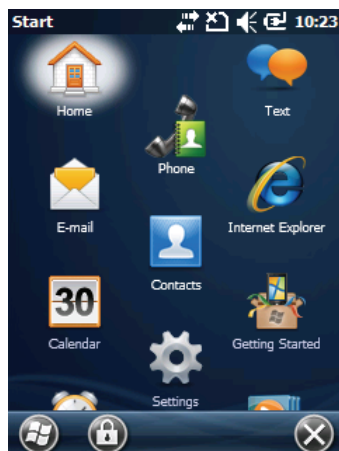 Start 10:23
Home
Text
Phone
E-mail
Internet Explorer
30
Contacts
Calendar
Getting Started
Settings